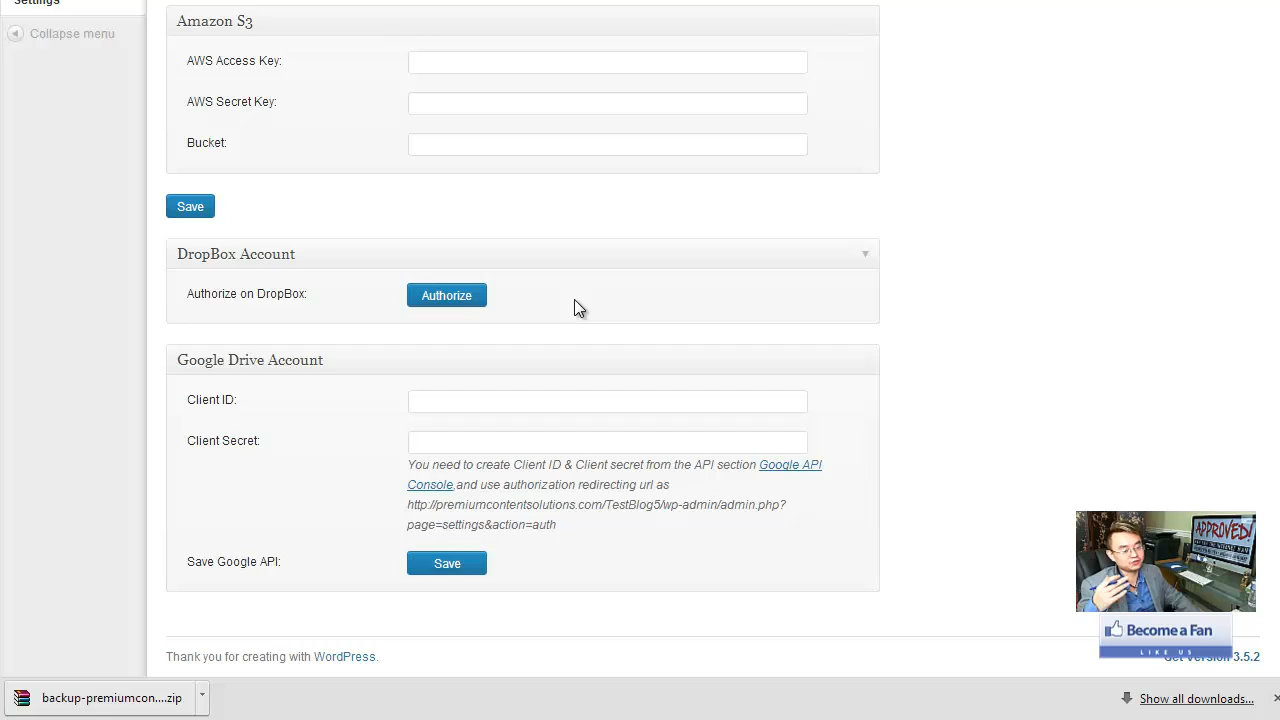 Settings
Collapse menu
Amazon S3
AWS Access Key:
AWS Secret Key:
Bucket:
Save
DropBox Account
Authorize on DropBox:
Authorize
Google Drive Account
Client ID:
Client Secret:
You need to create Client ID & Client secret from the API section Google API
Console,and use authorization redirecting url as
http://premiumcontentsolutions.com/TestBlog5/wp-admin/admin.php?
page=settings&action=auth
Save Google API:
Save
APPROVED!
Become a Fan
LIKE US
Thank you for creating with WordPress.
Get Version 3.5.2
backup-premiumcon....zip
Show all downloads...